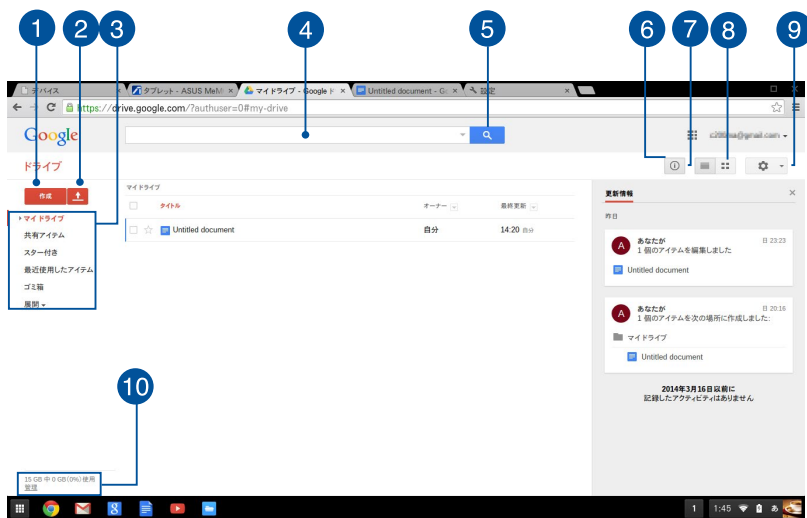 1 2 3 4 5 6 7 8 9
デバイス タブレット - ASUS MeM マイドライブ - Google ド Untitled document - Go 設定
https://drive.google.com/?authuser=0#my-drive
Google
ドライブ
作成
マイドライブ
共有アイテム
スター付き
最近使用したアイテム
ゴミ箱
展開
マイドライブ
タイトル オーナー 最終更新
Untitled document 自分 14:20 自分
更新情報
昨日
A あなたが 日 23:23
1 個のアイテムを編集しました
Untitled document
A あなたが 日 20:16
1 個のアイテムを次の場所に作成しました:
マイドライブ
Untitled document
2014年3月16日以前に
記録したアクティビティはありません
10
15 GB 中 0 GB (0%) 使用
管理
8 1 1:45 あ